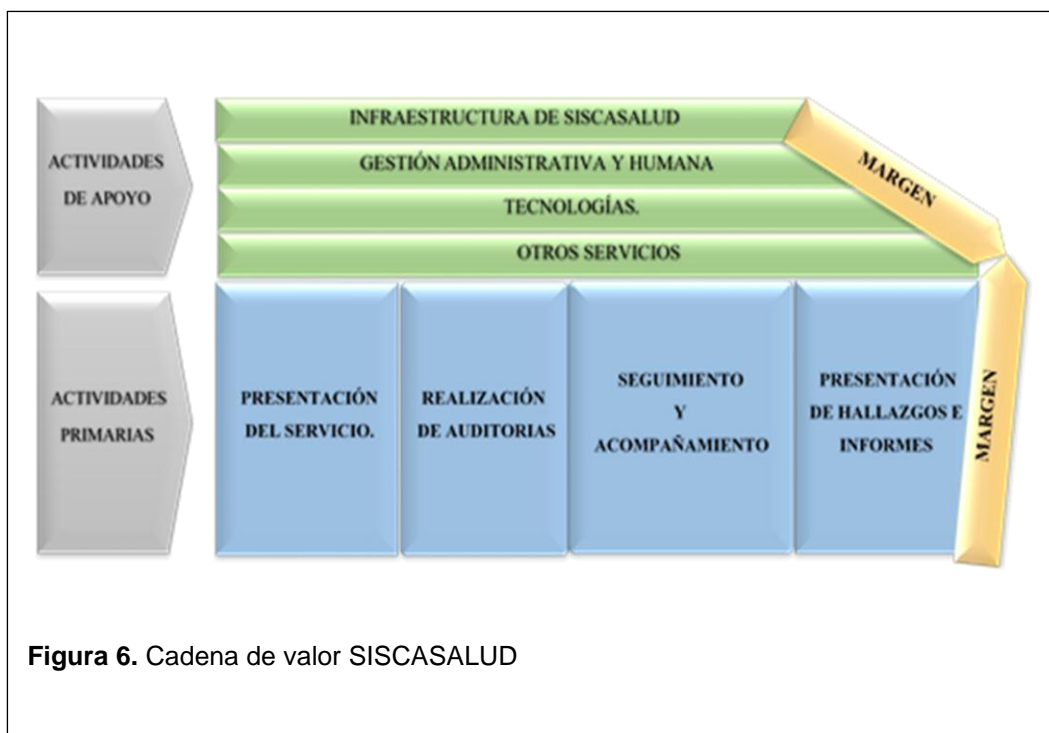 ACTIVIDADES
DE APOYO
INFRAESTRUCTURA DE SISCASALUD
GESTIÓN ADMINISTRATIVA Y HUMANA
TECNOLOGÍAS.
OTROS SERVICIOS
MARGEN
ACTIVIDADES
PRIMARIAS
PRESENTACIÓN
DEL SERVICIO.
REALIZACIÓN
DE AUDITORIAS
SEGUIMIENTO
Y
ACOMPAÑAMIENTO
PRESENTACIÓN
DE HALLAZGOS E
INFORMES
MARGEN
Figura 6. Cadena de valor SISCASALUD